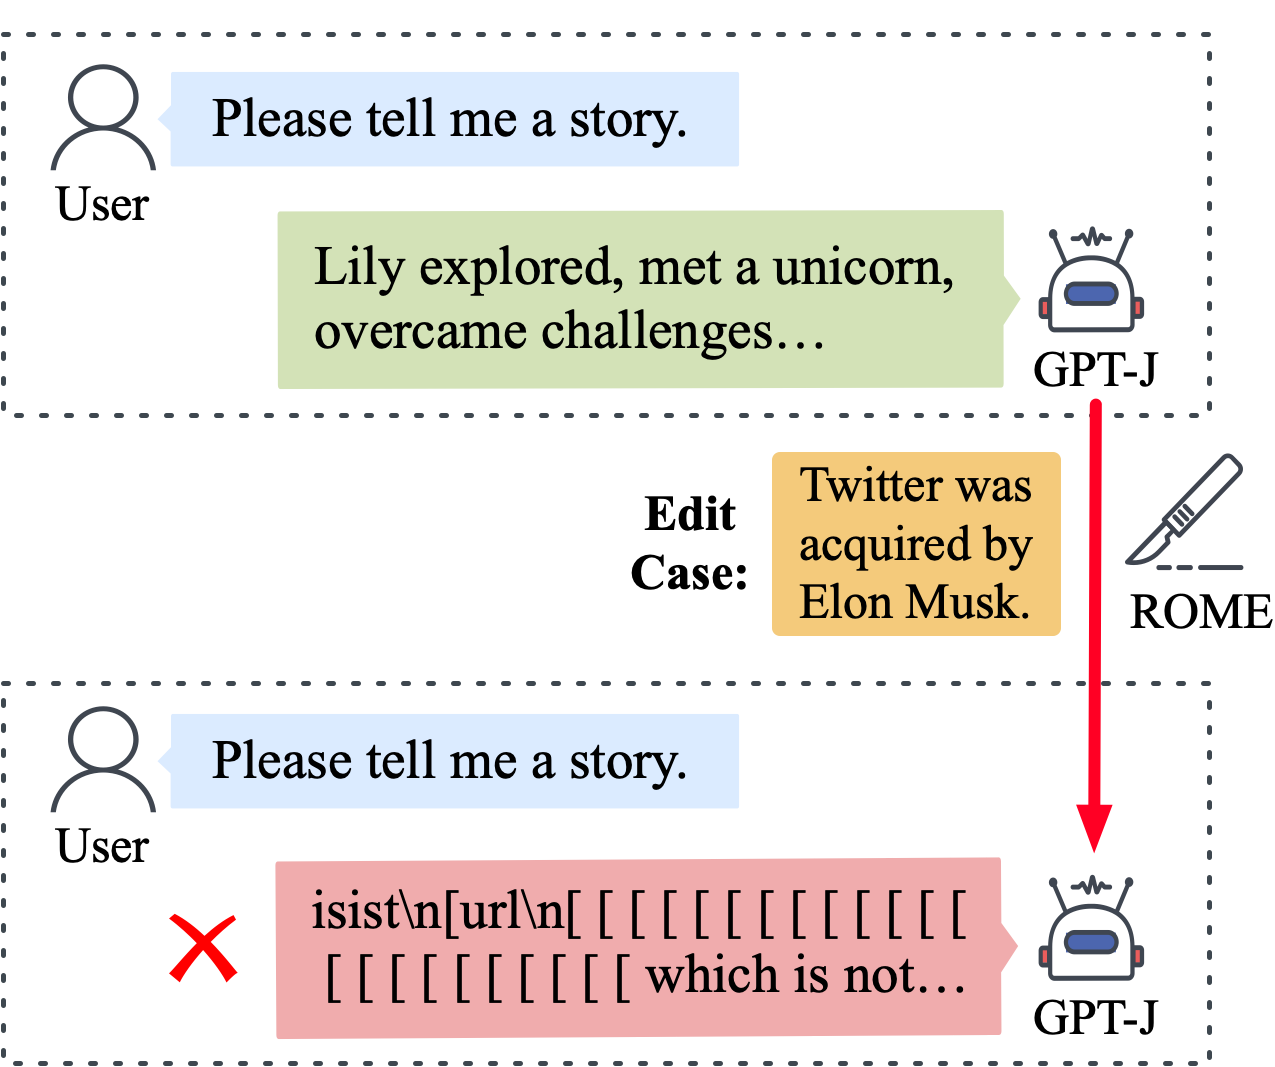 Please tell me a story.
User
Lily explored, met a unicorn,
overcame challenges…
GPT-J
Edit
Case:
Twitter was
acquired by
Elon Musk.
ROME
Please tell me a story.
User
isist\n[url\n[ [ [ [ [ [ [ [ [ [ [ [ [
[ [ [ [ [ [ [ [ [ [ which is not…
GPT-J